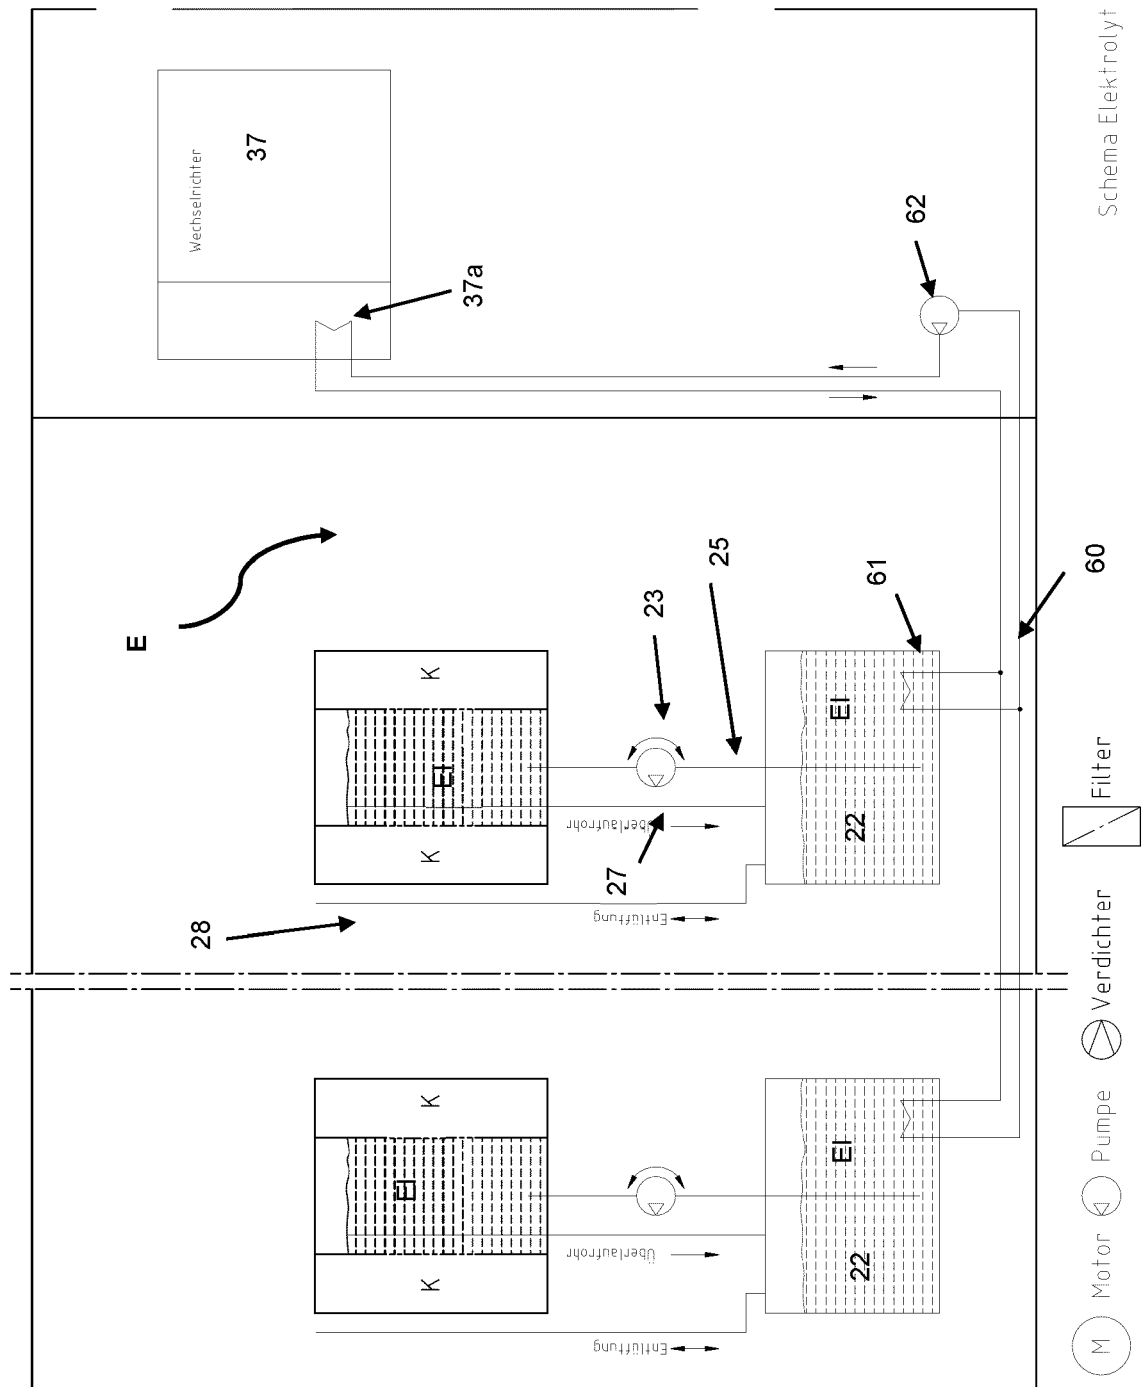 Wechselrichter
37
37a
62
E
K
El
K
23
25
61
60
Überlaufrohr
27
El
22
Entlüftung
28
K
El
K
Überlaufrohr
El
22
Entlüftung
M Motor Pumpe Verdichter Filter
Schema Elektrolyt